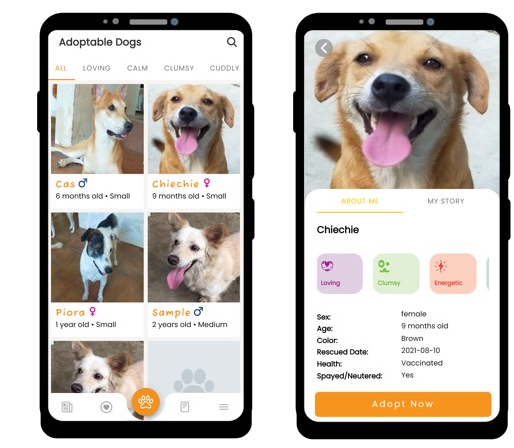 Adoptable Dogs
ALL LOVING CALM CLUMSY CUDDLY
Cas Chiechie
6 months old • Small 9 months old • Small
Piora Sample
1 year old • Small 2 years old • Medium
ABOUT ME MY STORY
Chiechie
Loving Clumsy Energetic
Sex: female
Age: 9 months old
Color: Brown
Rescued Date: 2021-08-10
Health: Vaccinated
Spayed/Neutered: Yes
Adopt Now